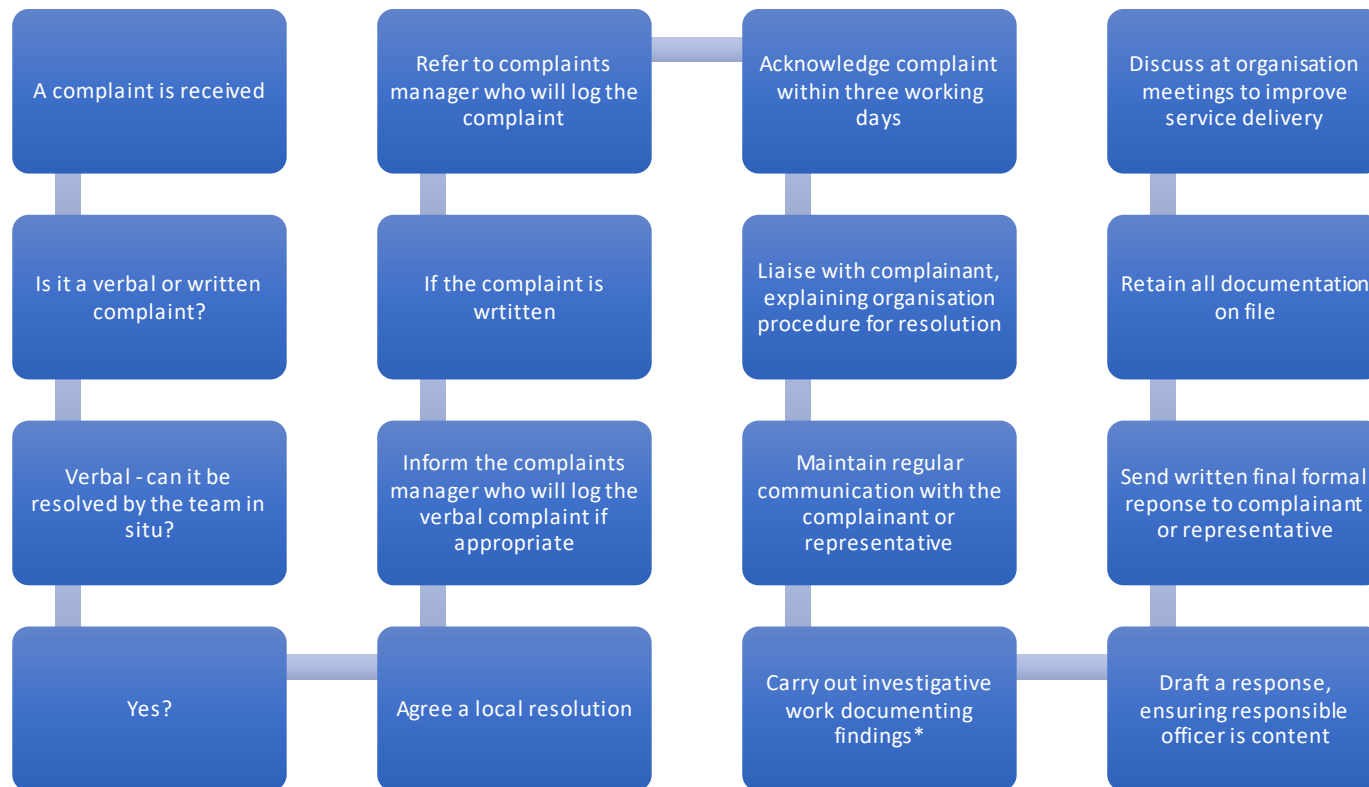 A complaint is received
Is it a verbal or written
complaint?
Verbal - can it be
resolved by the team in
situ?
Yes?
Agree a local resolution
Inform the complaints
manager who will log the
verbal complaint if
appropriate
If the complaint is
wrtitten
Refer to complaints
manager who will log the
complaint
Acknowledge complaint
within three working
days
Liaise with complainant,
explaining organisation
procedure for resolution
Maintain regular
communication with the
complainant or
representative
Carry out investigative
work documenting
findings*
Draft a response,
ensuring responsible
officer is content
Send written final formal
reponse to complainant
or representative
Retain all documentation
on file
Discuss at organisation
meetings to improve
service delivery